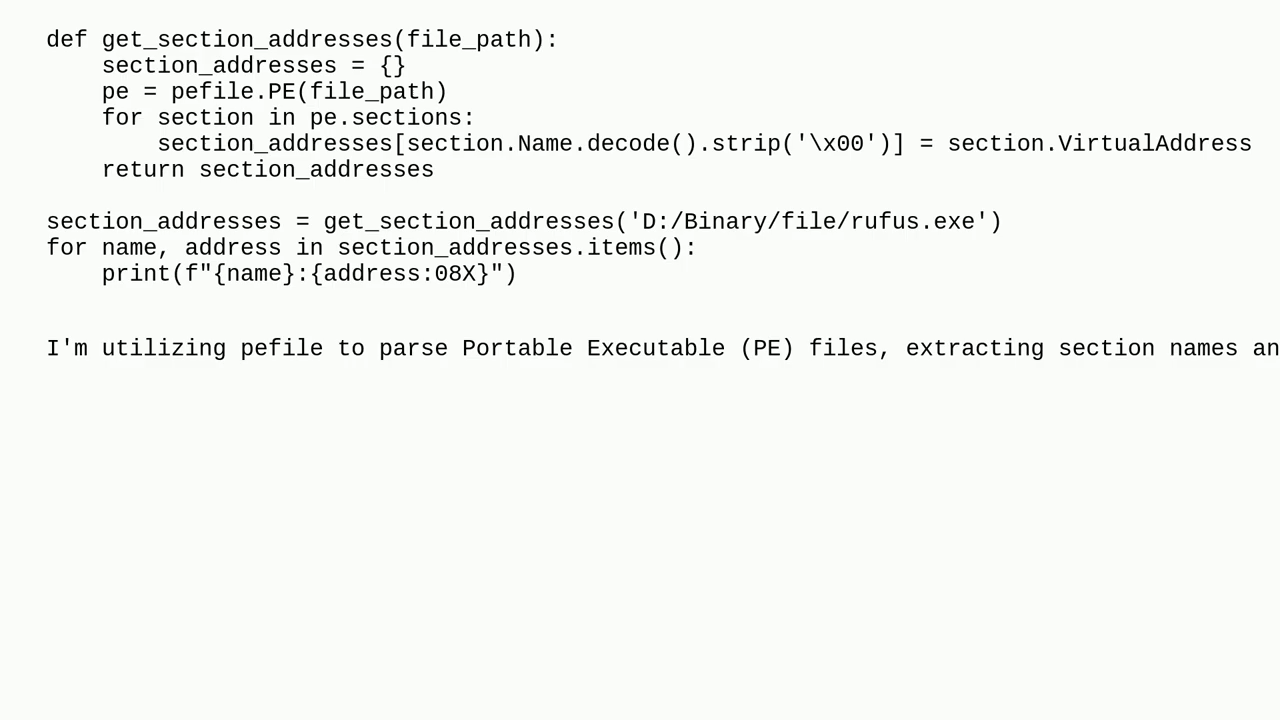 def get_section_addresses(file_path):
    section_addresses = {}
    pe = pefile.PE(file_path)
    for section in pe.sections:
        section_addresses[section.Name.decode().strip('\x00')] = section.VirtualAddress
    return section_addresses

section_addresses = get_section_addresses('D:/Binary/file/rufus.exe')
for name, address in section_addresses.items():
    print(f"{name}:{address:08X}")

I'm utilizing pefile to parse Portable Executable (PE) files, extracting section names an